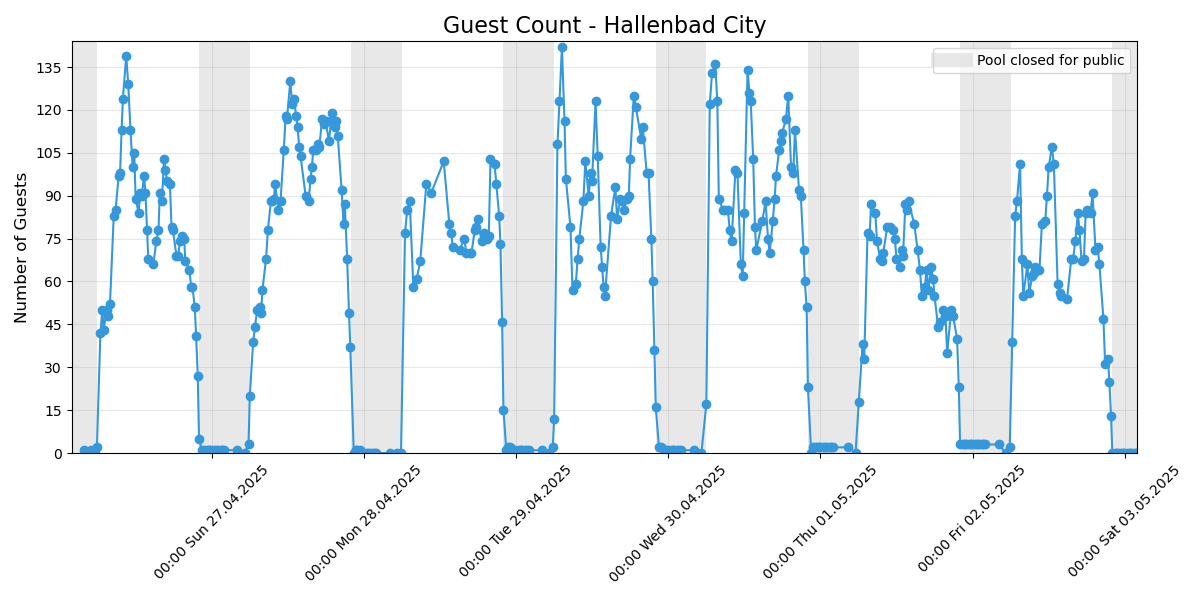 Guest Count - Hallenbad City
Pool closed for public
Number of Guests
135
120
105
90
75
60
45
30
15
0
00:00 Sun 27.04.2025
00:00 Mon 28.04.2025
00:00 Tue 29.04.2025
00:00 Wed 30.04.2025
00:00 Thu 01.05.2025
00:00 Fri 02.05.2025
00:00 Sat 03.05.2025